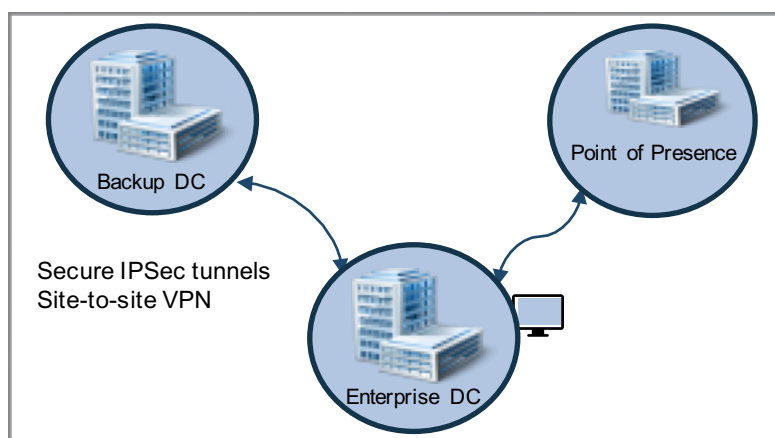 Backup DC
Point of Presence
Secure IPSec tunnels
Site-to-site VPN
Enterprise DC